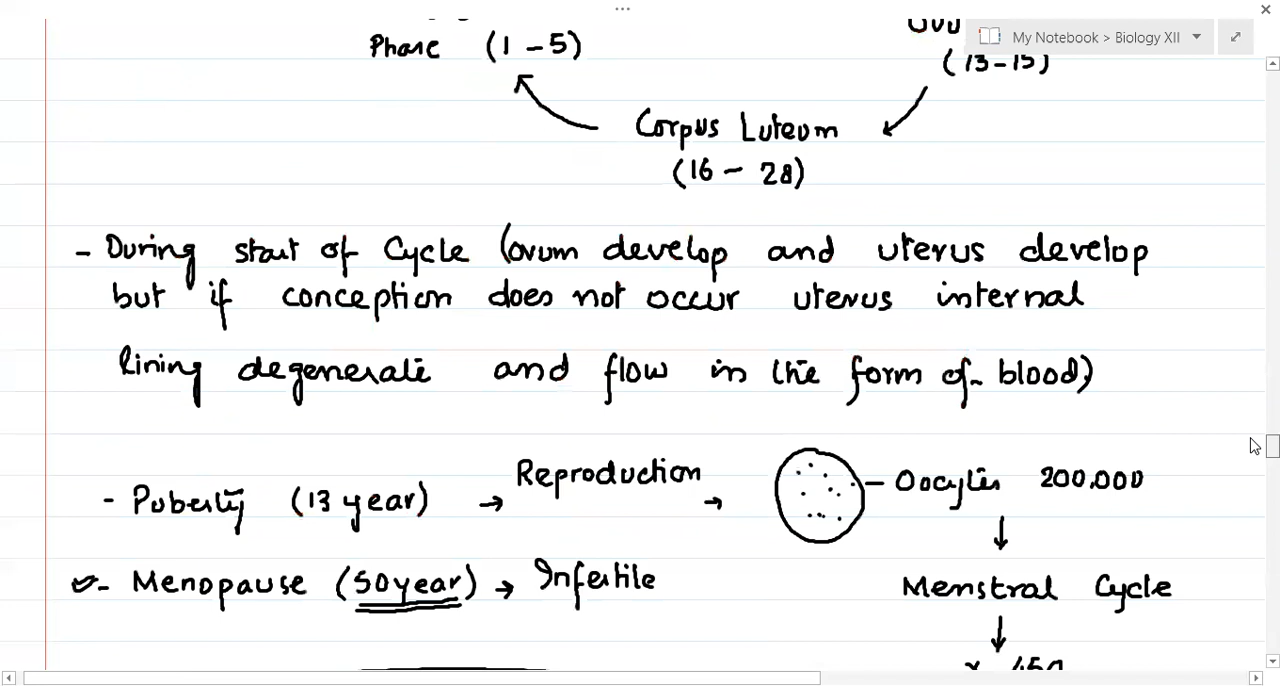 My Notebook > Biology XII
Phase (1 - 5)
(13 - 15)
Corpus Luteum
(16 - 28)
- During start of Cycle (ovum develop and uterus develop
but if conception does not occur uterus internal
lining degenerate and flow in the form of blood)
- Puberty (13 year) → Reproduction → - Oocytes 200.000
↓
- Menopause (50 year) → Infertile
Menstral Cycle
↓